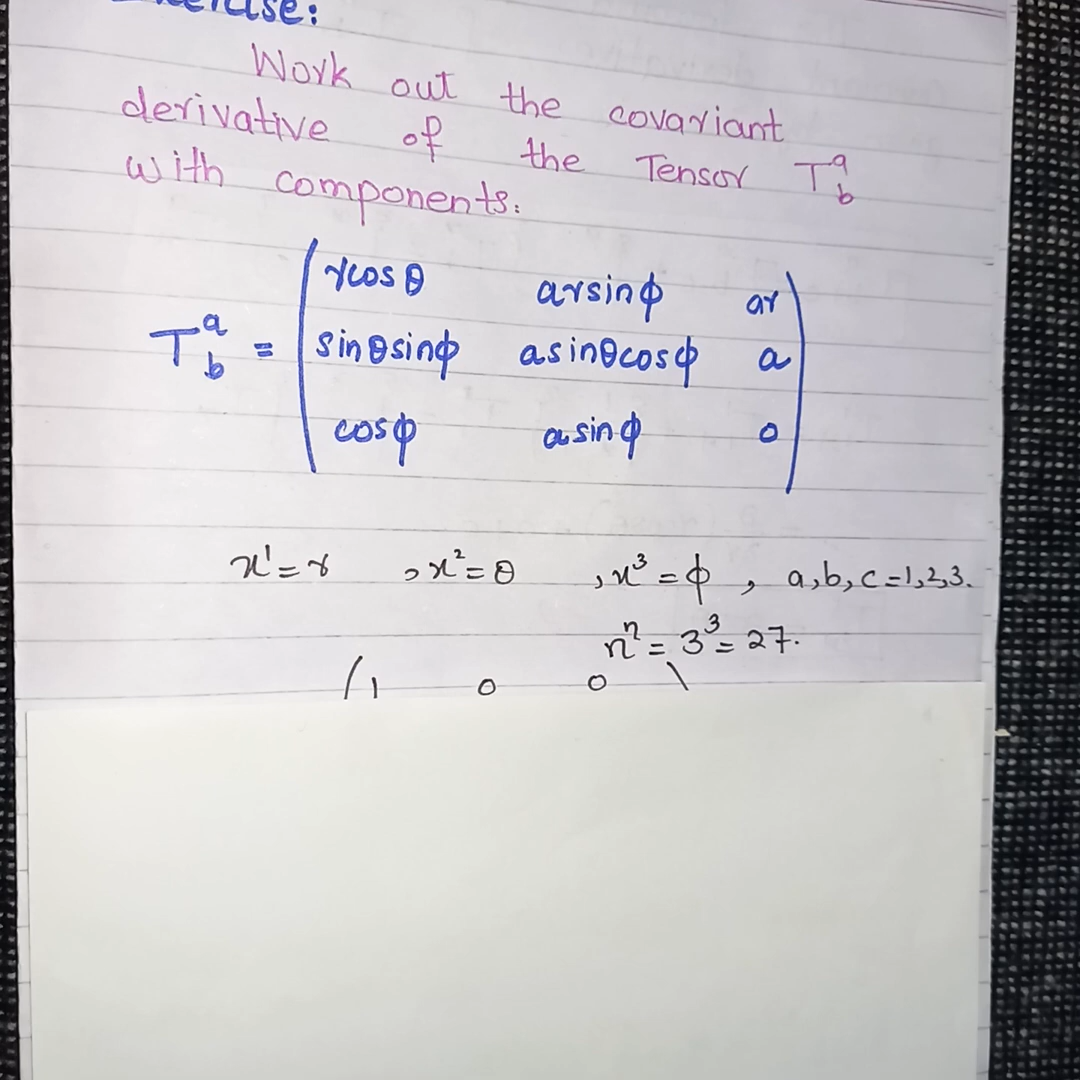 Work out the covariant
derivative of the Tensor T^a_b
with components.
T^a_b = ( rcosθ arsinϕ ar
sinθsinϕ asinθcosϕ a
cosϕ asinϕ 0 )
x¹=r , x²=θ , x³=ϕ , a,b,c=1,2,3.
nⁿ = 3³ = 27.
( 1 0 0 )